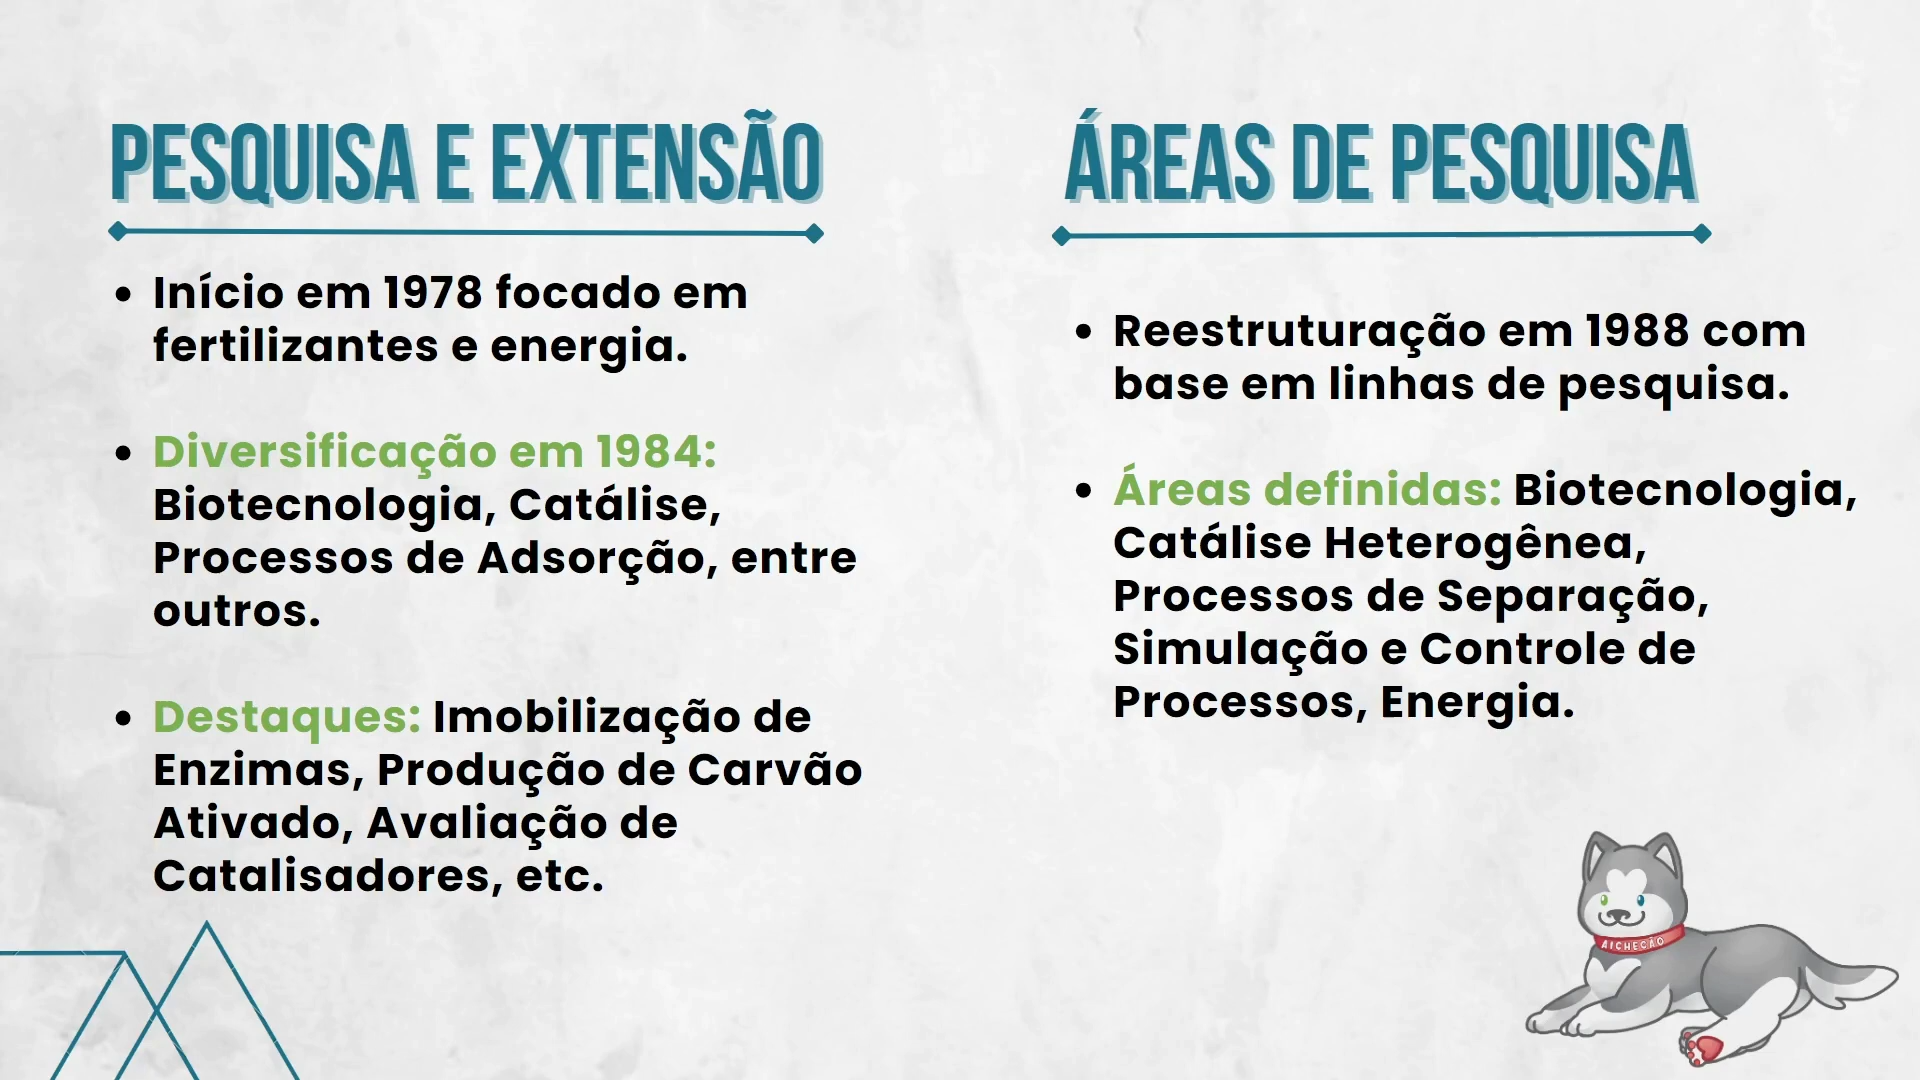 PESQUISA E EXTENSÃO
• Início em 1978 focado em
fertilizantes e energia.
• Diversificação em 1984:
Biotecnologia, Catálise,
Processos de Adsorção, entre
outros.
• Destaques: Imobilização de
Enzimas, Produção de Carvão
Ativado, Avaliação de
Catalisadores, etc.
ÁREAS DE PESQUISA
• Reestruturação em 1988 com
base em linhas de pesquisa.
• Áreas definidas: Biotecnologia,
Catálise Heterogênea,
Processos de Separação,
Simulação e Controle de
Processos, Energia.
AICHECÃO